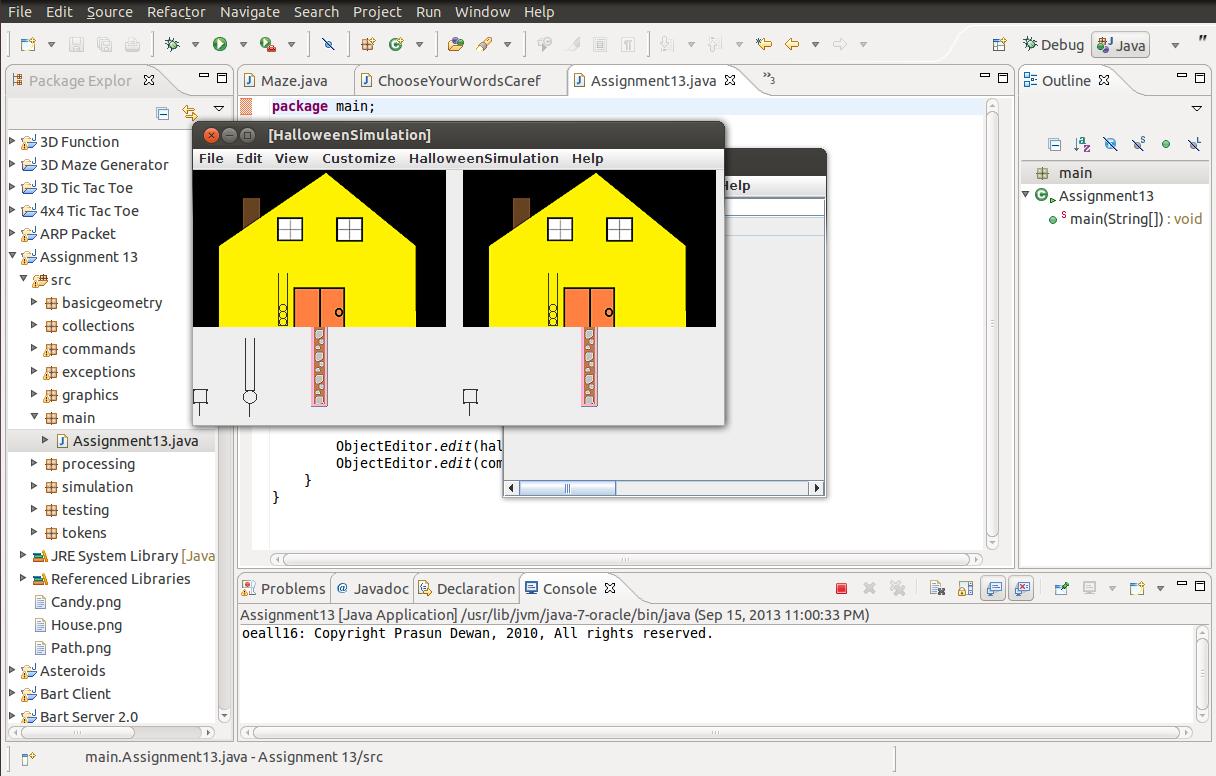 File Edit Source Refactor Navigate Search Project Run Window Help
Debug Java
Package Explor
Maze.java ChooseYourWordsCaref Assignment13.java 3
Outline
package main;
[HalloweenSimulation]
File Edit View Customize HalloweenSimulation Help
Help
3D Function
3D Maze Generator
3D Tic Tac Toe
4x4 Tic Tac Toe
ARP Packet
Assignment 13
src
basicgeometry
collections
commands
exceptions
graphics
main
Assignment13.java
processing
simulation
testing
tokens
JRE System Library [Java
Referenced Libraries
Candy.png
House.png
Path.png
Asteroids
Bart Client
Bart Server 2.0
ObjectEditor.edit(hal
ObjectEditor.edit(com
}
}
main
Assignment13
main(String[]) : void
Problems Javadoc Declaration Console
Assignment13 [Java Application] /usr/lib/jvm/java-7-oracle/bin/java (Sep 15, 2013 11:00:33 PM)
oeall16: Copyright Prasun Dewan, 2010, All rights reserved.
main.Assignment13.java - Assignment 13/src